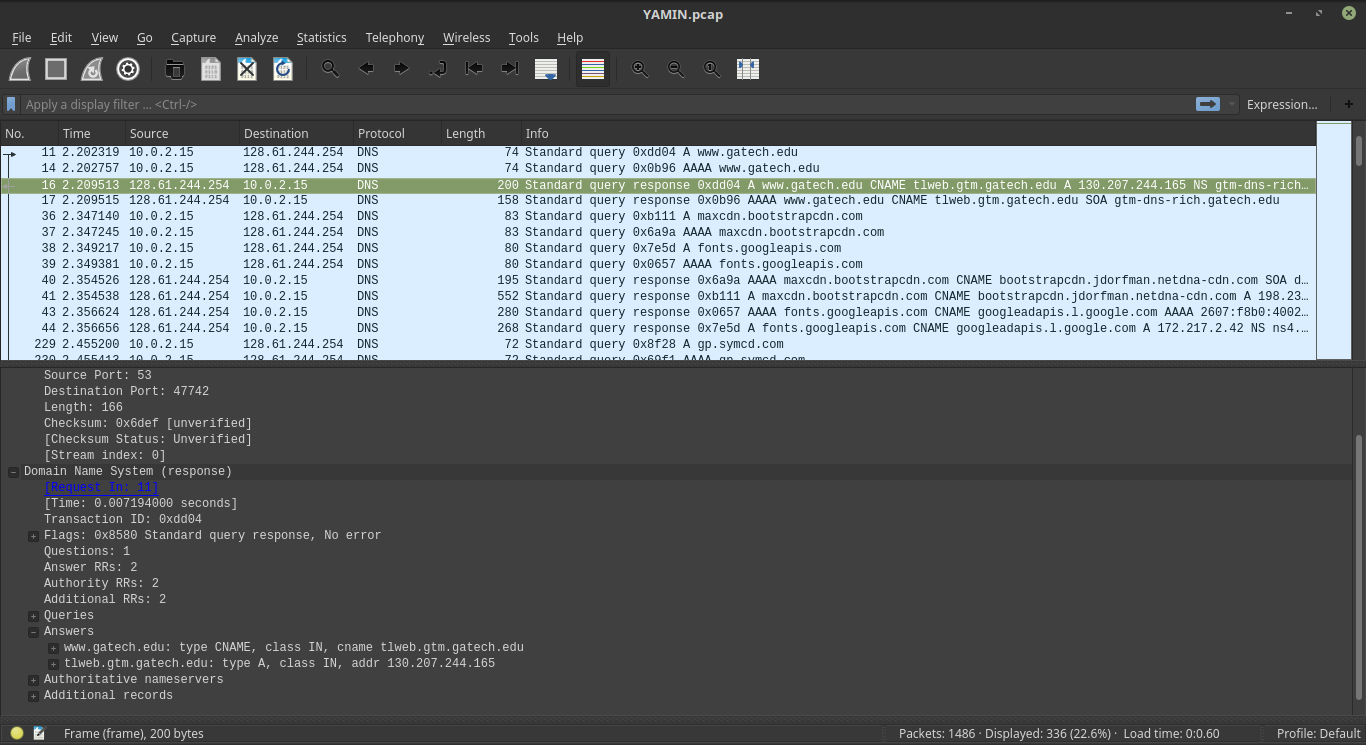 YAMIN.pcap
File Edit View Go Capture Analyze Statistics Telephony Wireless Tools Help
Apply a display filter ... <Ctrl-/> Expression... +
No. Time Source Destination Protocol Length Info
11 2.202319 10.0.2.15 128.61.244.254 DNS 74 Standard query 0xdd04 A www.gatech.edu
14 2.202757 10.0.2.15 128.61.244.254 DNS 74 Standard query 0x0b96 AAAA www.gatech.edu
16 2.209513 128.61.244.254 10.0.2.15 DNS 200 Standard query response 0xdd04 A www.gatech.edu CNAME tlweb.gtm.gatech.edu A 130.207.244.165 NS gtm-dns-rich…
17 2.209515 128.61.244.254 10.0.2.15 DNS 158 Standard query response 0x0b96 AAAA www.gatech.edu CNAME tlweb.gtm.gatech.edu SOA gtm-dns-rich.gatech.edu
36 2.347140 10.0.2.15 128.61.244.254 DNS 83 Standard query 0xb111 A maxcdn.bootstrapcdn.com
37 2.347245 10.0.2.15 128.61.244.254 DNS 83 Standard query 0x6a9a AAAA maxcdn.bootstrapcdn.com
38 2.349217 10.0.2.15 128.61.244.254 DNS 80 Standard query 0x7e5d A fonts.googleapis.com
39 2.349381 10.0.2.15 128.61.244.254 DNS 80 Standard query 0x0657 AAAA fonts.googleapis.com
40 2.354526 128.61.244.254 10.0.2.15 DNS 195 Standard query response 0x6a9a AAAA maxcdn.bootstrapcdn.com CNAME bootstrapcdn.jdorfman.netdna-cdn.com SOA d…
41 2.354538 128.61.244.254 10.0.2.15 DNS 552 Standard query response 0xb111 A maxcdn.bootstrapcdn.com CNAME bootstrapcdn.jdorfman.netdna-cdn.com A 198.23…
43 2.356624 128.61.244.254 10.0.2.15 DNS 280 Standard query response 0x0657 AAAA fonts.googleapis.com CNAME googleadapis.l.google.com AAAA 2607:f8b0:4002…
44 2.356656 128.61.244.254 10.0.2.15 DNS 268 Standard query response 0x7e5d A fonts.googleapis.com CNAME googleadapis.l.google.com A 172.217.2.42 NS ns4.…
229 2.455200 10.0.2.15 128.61.244.254 DNS 72 Standard query 0x8f28 A gp.symcd.com
230 2.455413 10.0.2.15 128.61.244.254 DNS 72 Standard query 0x60f1 AAAA gp.symcd.com
Source Port: 53
Destination Port: 47742
Length: 166
Checksum: 0x6def [unverified]
[Checksum Status: Unverified]
[Stream index: 0]
Domain Name System (response)
[Request In: 11]
[Time: 0.007194000 seconds]
Transaction ID: 0xdd04
Flags: 0x8580 Standard query response, No error
Questions: 1
Answer RRs: 2
Authority RRs: 2
Additional RRs: 2
Queries
Answers
www.gatech.edu: type CNAME, class IN, cname tlweb.gtm.gatech.edu
tlweb.gtm.gatech.edu: type A, class IN, addr 130.207.244.165
Authoritative nameservers
Additional records
Frame (frame), 200 bytes Packets: 1486 · Displayed: 336 (22.6%) · Load time: 0:0.60 Profile: Default